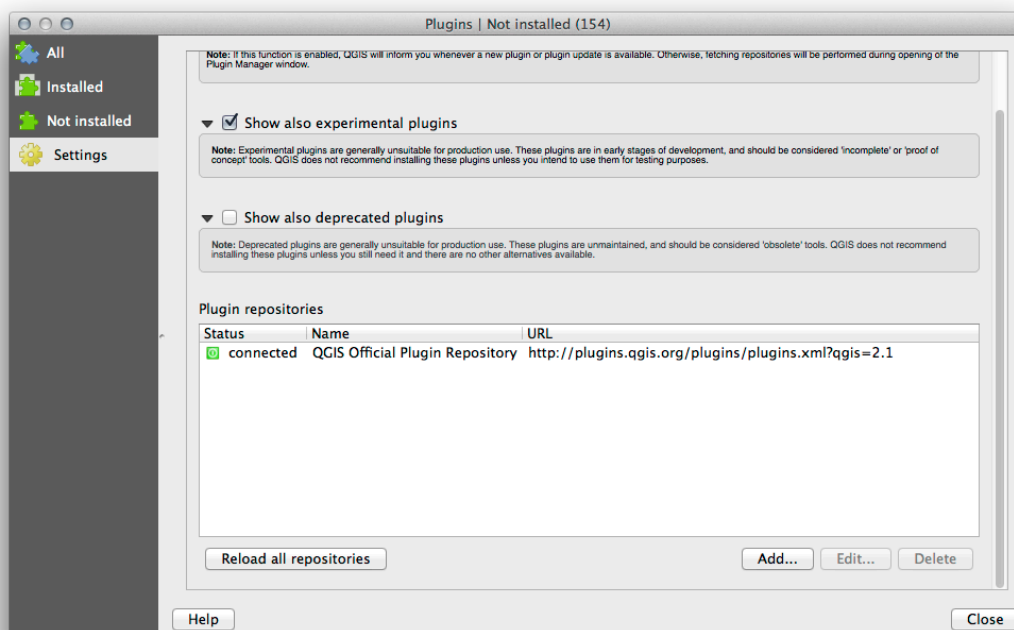 Plugins | Not installed (154)
All
Installed
Not installed
Settings
Note: If this function is enabled, QGIS will inform you whenever a new plugin or plugin update is available. Otherwise, fetching repositories will be performed during opening of the
Plugin Manager window.
Show also experimental plugins
Note: Experimental plugins are generally unsuitable for production use. These plugins are in early stages of development, and should be considered 'incomplete' or 'proof of
concept' tools. QGIS does not recommend installing these plugins unless you intend to use them for testing purposes.
Show also deprecated plugins
Note: Deprecated plugins are generally unsuitable for production use. These plugins are unmaintained, and should be considered 'obsolete' tools. QGIS does not recommend
installing these plugins unless you still need it and there are no other alternatives available.
Plugin repositories
Status Name URL
connected QGIS Official Plugin Repository http://plugins.qgis.org/plugins/plugins.xml?qgis=2.1
Reload all repositories Add... Edit... Delete
Help Close